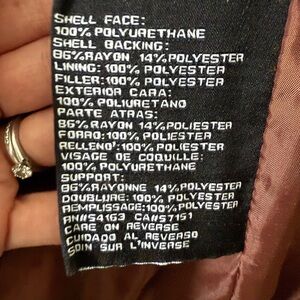 SHELL FACE:
100% POLYURETHANE
SHELL BACKING:
86% RAYON 14% POLYESTER
LINING: 100% POLYESTER
FILLER: 100% POLYESTER
EXTERIOR CARA:
100% POLIURETANO
PARTE ATRAS:
86% RAYON 14% POLIESTER
FORRO: 100% POLIESTER
RELLENO: 100% POLIESTER
VISAGE DE COQUILLE:
100% POLYURETHANE
SUPPORT:
86% RAYONNE 14% POLYESTER
DOUBLURE: 100% POLYESTER
REMPLISSAGE: 100% POLYESTER
RN#54163 CA#57151
CARE ON REVERSE
CUIDADO AL REVERSO
SOIN SUR L'INVERSE